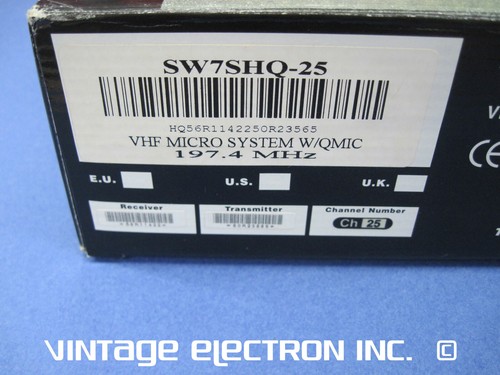 SW7SHQ-25
HQ56R1142250R23565
VHF MICRO SYSTEM W/QMIC
197.4 MHz
E.U. U.S. U.K.
Receiver Transmitter Channel Number
Ch 25
CE
VINTAGE ELECTRON INC. ©